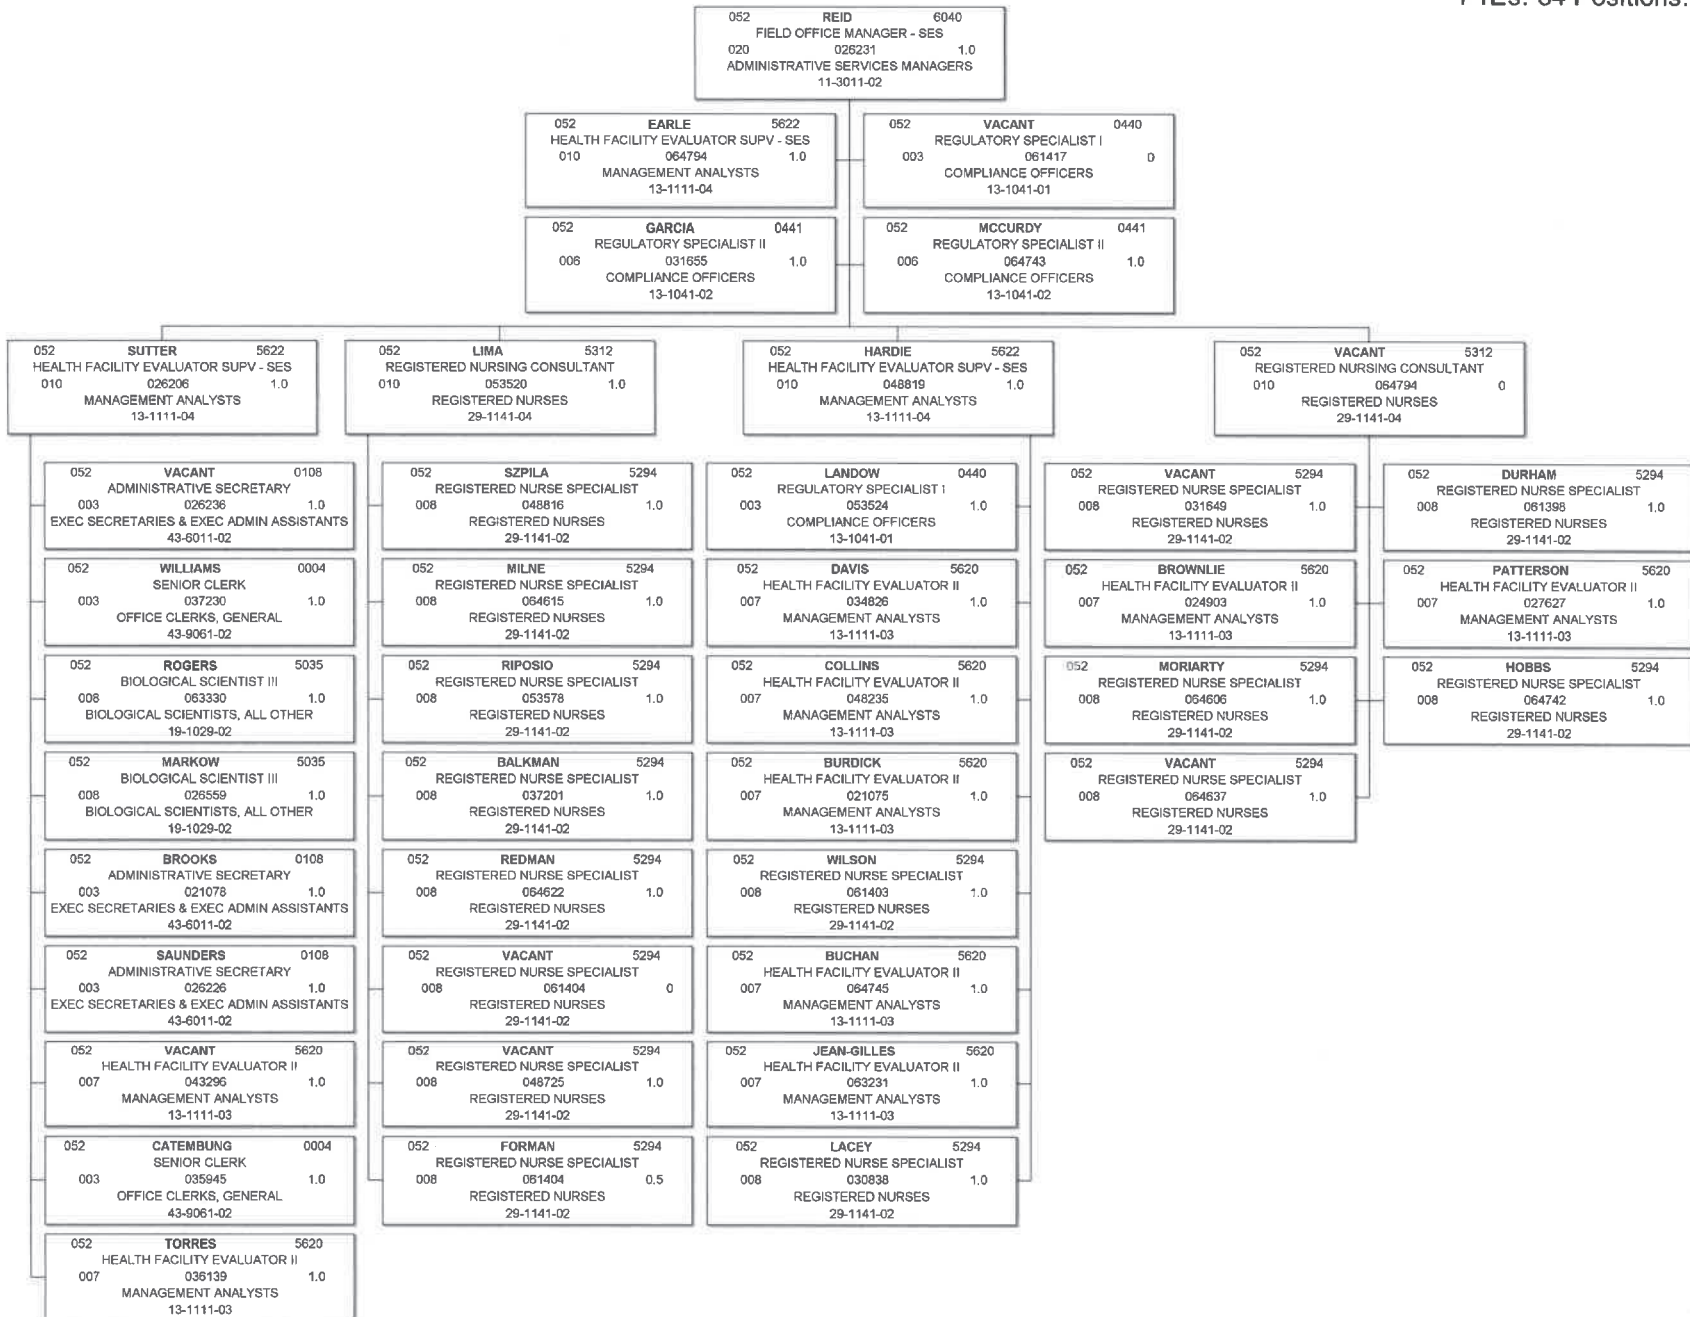 FTEs: 64 Positions:
052 REID 6040
FIELD OFFICE MANAGER - SES
020 026231 1.0
ADMINISTRATIVE SERVICES MANAGERS
11-3011-02
052 EARLE 5622
HEALTH FACILITY EVALUATOR SUPV - SES
010 064794 1.0
MANAGEMENT ANALYSTS
13-1111-04
052 VACANT 0440
REGULATORY SPECIALIST I
003 061417 0
COMPLIANCE OFFICERS
13-1041-01
052 GARCIA 0441
REGULATORY SPECIALIST II
006 031655 1.0
COMPLIANCE OFFICERS
13-1041-02
052 MCCURDY 0441
REGULATORY SPECIALIST II
006 064743 1.0
COMPLIANCE OFFICERS
13-1041-02
052 SUTTER 5622
HEALTH FACILITY EVALUATOR SUPV - SES
010 026206 1.0
MANAGEMENT ANALYSTS
13-1111-04
052 LIMA 5312
REGISTERED NURSING CONSULTANT
010 053520 1.0
REGISTERED NURSES
29-1141-04
052 HARDIE 5622
HEALTH FACILITY EVALUATOR SUPV - SES
010 048819 1.0
MANAGEMENT ANALYSTS
13-1111-04
052 VACANT 5312
REGISTERED NURSING CONSULTANT
010 064794 0
REGISTERED NURSES
29-1141-04
052 VACANT 0108
ADMINISTRATIVE SECRETARY
003 026236 1.0
EXEC SECRETARIES & EXEC ADMIN ASSISTANTS
43-6011-02
052 WILLIAMS 0004
SENIOR CLERK
003 037230 1.0
OFFICE CLERKS, GENERAL
43-9061-02
052 ROGERS 5035
BIOLOGICAL SCIENTIST III
008 063330 1.0
BIOLOGICAL SCIENTISTS, ALL OTHER
19-1029-02
052 MARKOW 5035
BIOLOGICAL SCIENTIST III
008 026559 1.0
BIOLOGICAL SCIENTISTS, ALL OTHER
19-1029-02
052 BROOKS 0108
ADMINISTRATIVE SECRETARY
003 021078 1.0
EXEC SECRETARIES & EXEC ADMIN ASSISTANTS
43-6011-02
052 SAUNDERS 0108
ADMINISTRATIVE SECRETARY
003 026226 1.0
EXEC SECRETARIES & EXEC ADMIN ASSISTANTS
43-6011-02
052 VACANT 5620
HEALTH FACILITY EVALUATOR II
007 043296 1.0
MANAGEMENT ANALYSTS
13-1111-03
052 CATEMBUNG 0004
SENIOR CLERK
003 035945 1.0
OFFICE CLERKS, GENERAL
43-9061-02
052 TORRES 5620
HEALTH FACILITY EVALUATOR II
007 036139 1.0
MANAGEMENT ANALYSTS
13-1111-03
052 SZPILA 5294
REGISTERED NURSE SPECIALIST
008 048816 1.0
REGISTERED NURSES
29-1141-02
052 MILNE 5294
REGISTERED NURSE SPECIALIST
008 064615 1.0
REGISTERED NURSES
29-1141-02
052 RIPOSIO 5294
REGISTERED NURSE SPECIALIST
008 053578 1.0
REGISTERED NURSES
29-1141-02
052 BALKMAN 5294
REGISTERED NURSE SPECIALIST
008 037201 1.0
REGISTERED NURSES
29-1141-02
052 REDMAN 5294
REGISTERED NURSE SPECIALIST
008 064622 1.0
REGISTERED NURSES
29-1141-02
052 VACANT 5294
REGISTERED NURSE SPECIALIST
008 061404 0
REGISTERED NURSES
29-1141-02
052 VACANT 5294
REGISTERED NURSE SPECIALIST
008 048725 1.0
REGISTERED NURSES
29-1141-02
052 FORMAN 5294
REGISTERED NURSE SPECIALIST
008 061404 0.5
REGISTERED NURSES
29-1141-02
052 LANDOW 0440
REGULATORY SPECIALIST I
003 053524 1.0
COMPLIANCE OFFICERS
13-1041-01
052 DAVIS 5620
HEALTH FACILITY EVALUATOR II
007 034826 1.0
MANAGEMENT ANALYSTS
13-1111-03
052 COLLINS 5620
HEALTH FACILITY EVALUATOR II
007 048235 1.0
MANAGEMENT ANALYSTS
13-1111-03
052 BURDICK 5620
HEALTH FACILITY EVALUATOR II
007 021075 1.0
MANAGEMENT ANALYSTS
13-1111-03
052 WILSON 5294
REGISTERED NURSE SPECIALIST
008 061403 1.0
REGISTERED NURSES
29-1141-02
052 BUCHAN 5620
HEALTH FACILITY EVALUATOR II
007 064745 1.0
MANAGEMENT ANALYSTS
13-1111-03
052 JEAN-GILLES 5620
HEALTH FACILITY EVALUATOR II
007 063231 1.0
MANAGEMENT ANALYSTS
13-1111-03
052 LACEY 5294
REGISTERED NURSE SPECIALIST
008 030838 1.0
REGISTERED NURSES
29-1141-02
052 VACANT 5294
REGISTERED NURSE SPECIALIST
008 031649 1.0
REGISTERED NURSES
29-1141-02
052 BROWNLIE 5620
HEALTH FACILITY EVALUATOR II
007 024903 1.0
MANAGEMENT ANALYSTS
13-1111-03
052 MORIARTY 5294
REGISTERED NURSE SPECIALIST
008 064606 1.0
REGISTERED NURSES
29-1141-02
052 VACANT 5294
REGISTERED NURSE SPECIALIST
008 064637 1.0
REGISTERED NURSES
29-1141-02
052 DURHAM 5294
REGISTERED NURSE SPECIALIST
008 061398 1.0
REGISTERED NURSES
29-1141-02
052 PATTERSON 5620
HEALTH FACILITY EVALUATOR II
007 027627 1.0
MANAGEMENT ANALYSTS
13-1111-03
052 HOBBS 5294
REGISTERED NURSE SPECIALIST
008 064742 1.0
REGISTERED NURSES
29-1141-02